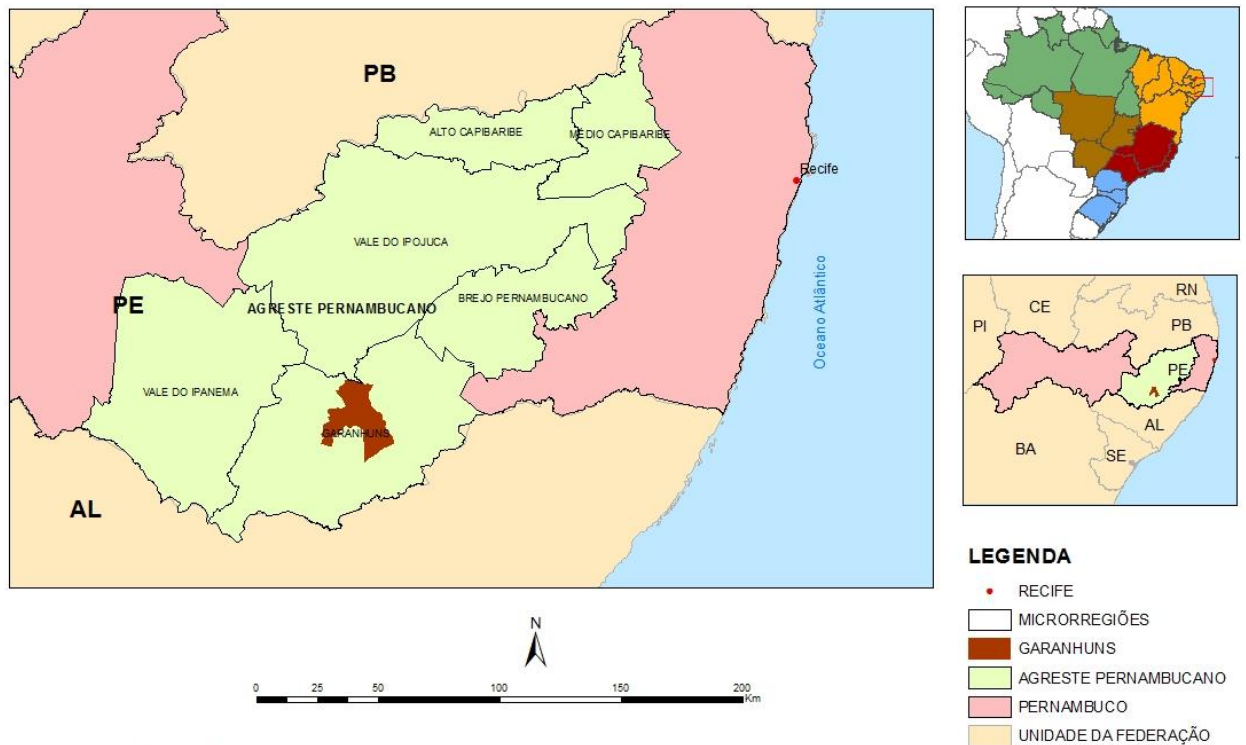 PB
ALTO CAPIBARIBE
MÉDIO CAPIBARIBE
Recife
VALE DO IPOJUCA
BREJO PERNAMBUCANO
PE
AGRESTE PERNAMBUCANO
Oceano Atlântico
VALE DO IPANEMA
GARANHUNS
AL
N
0 25 50 100 150 200
Km
RN
CE
PI
PB
PE
AL
BA
SE
LEGENDA
RECIFE
MICRORREGIÕES
GARANHUNS
AGRESTE PERNAMBUCANO
PERNAMBUCO
UNIDADE DA FEDERAÇÃO